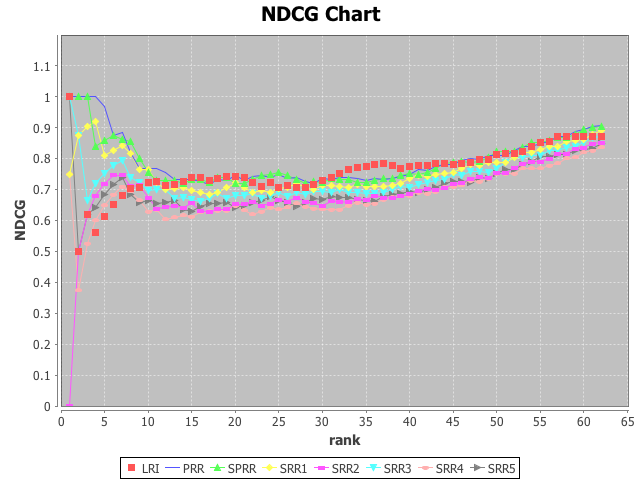 NDCG Chart
1.1
1
0.9
0.8
0.7
0.6
0.5
0.4
0.3
0.2
0.1
0
NDCG
0 5 10 15 20 25 30 35 40 45 50 55 60 65
rank
LRI PRR SPRR SRR1 SRR2 SRR3 SRR4 SRR5